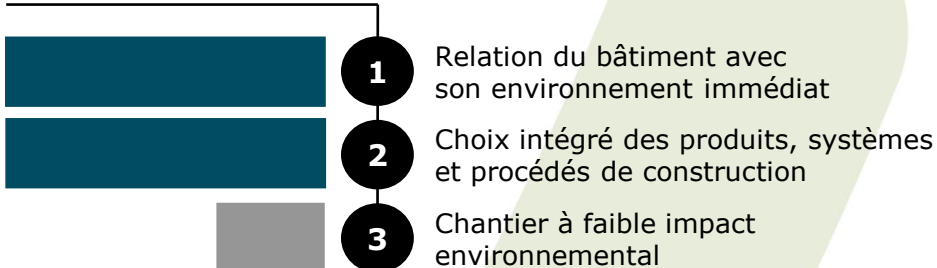 1
Relation du bâtiment avec
son environnement immédiat
2
Choix intégré des produits, systèmes
et procédés de construction
3
Chantier à faible impact
environnemental